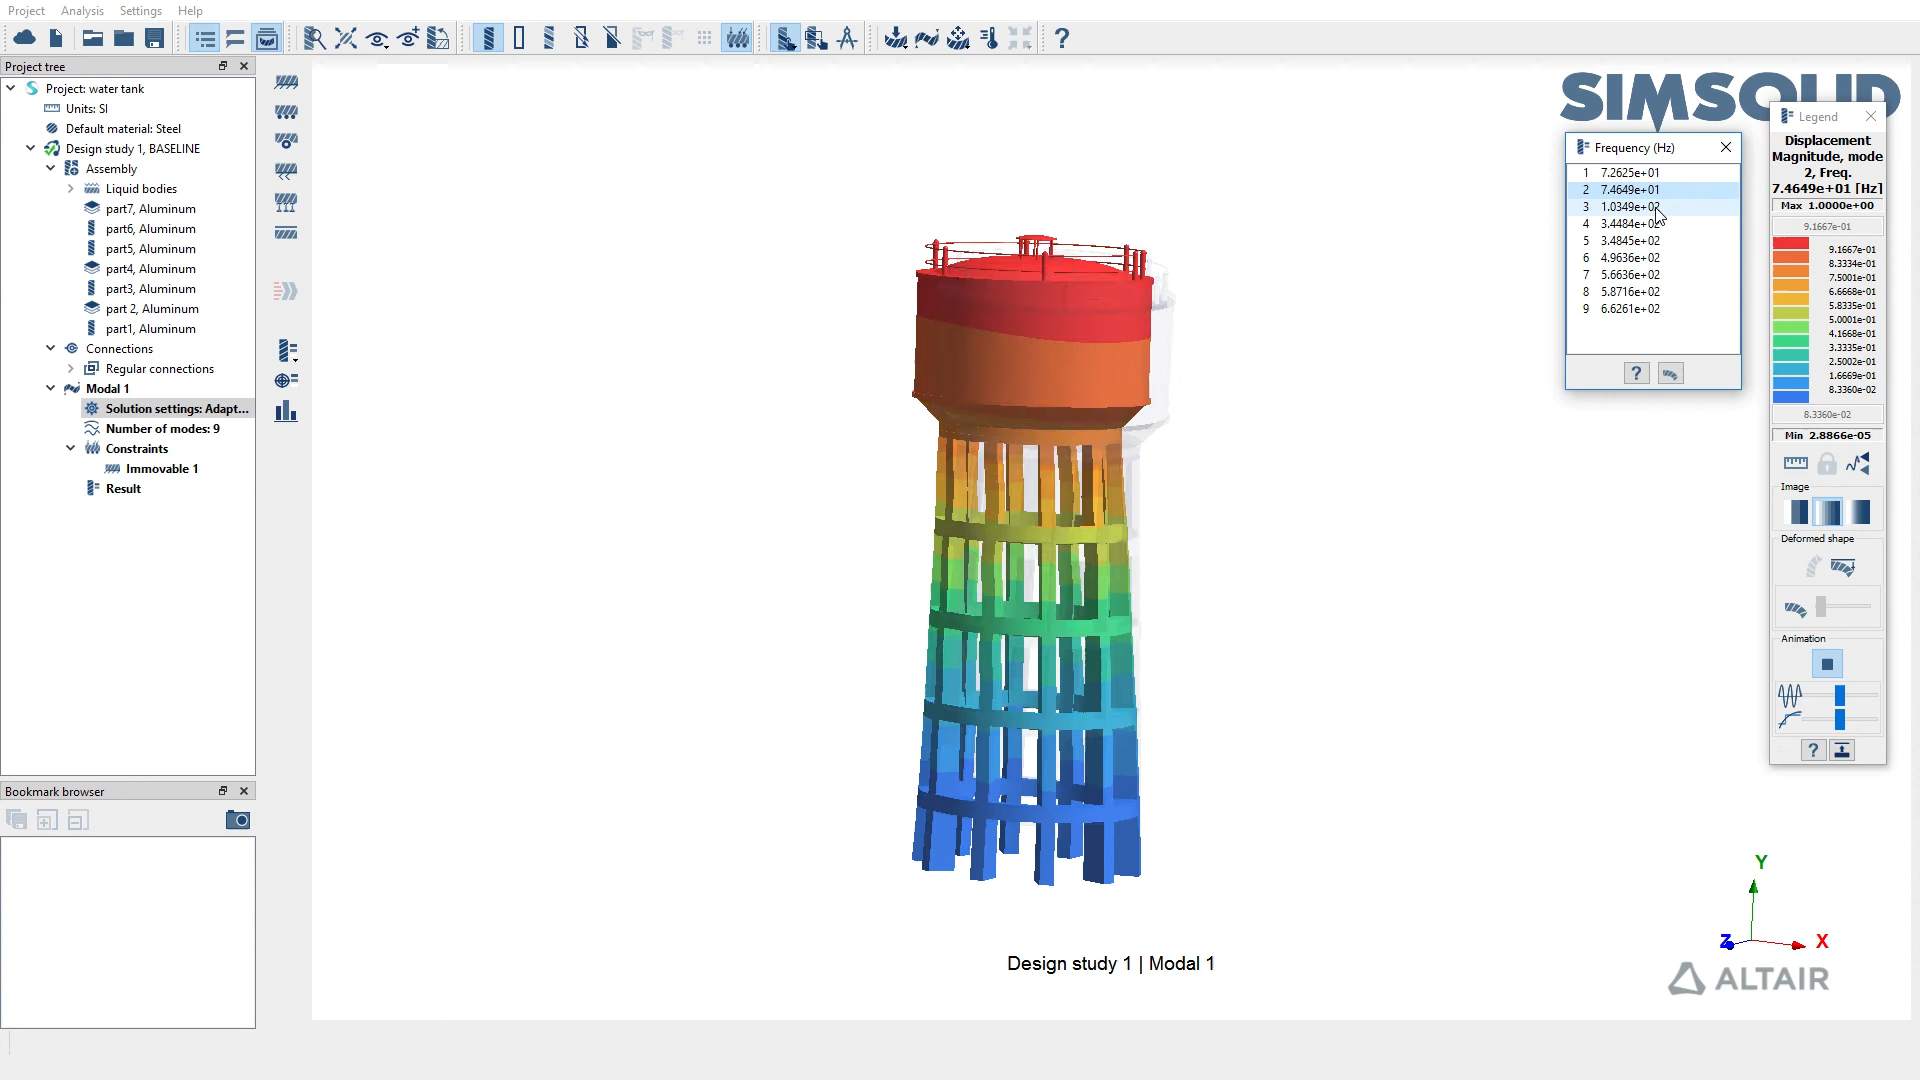 Project Analysis Settings Help
Project tree
Project: water tank
Units: SI
Default material: Steel
Design study 1, BASELINE
Assembly
Liquid bodies
part7, Aluminum
part6, Aluminum
part5, Aluminum
part4, Aluminum
part3, Aluminum
part 2, Aluminum
part1, Aluminum
Connections
Regular connections
Modal 1
Solution settings: Adapt...
Number of modes: 9
Constraints
Immovable 1
Result
Bookmark browser
SIMSOLID
Frequency (Hz)
1 7.2625e+01
2 7.4649e+01
3 1.0349e+02
4 3.4484e+02
5 3.4845e+02
6 4.9636e+02
7 5.6636e+02
8 5.8716e+02
9 6.6261e+02
?
Legend
Displacement
Magnitude, mode
2, Freq.
7.4649e+01 [Hz]
Max 1.0000e+00
9.1667e-01
9.1667e-01
8.3334e-01
7.5001e-01
6.6668e-01
5.8335e-01
5.0001e-01
4.1668e-01
3.3335e-01
2.5002e-01
1.6669e-01
8.3360e-02
8.3360e-02
Min 2.8866e-05
Image
Deformed shape
Animation
?
Y
Z X
Design study 1 | Modal 1
ALTAIR